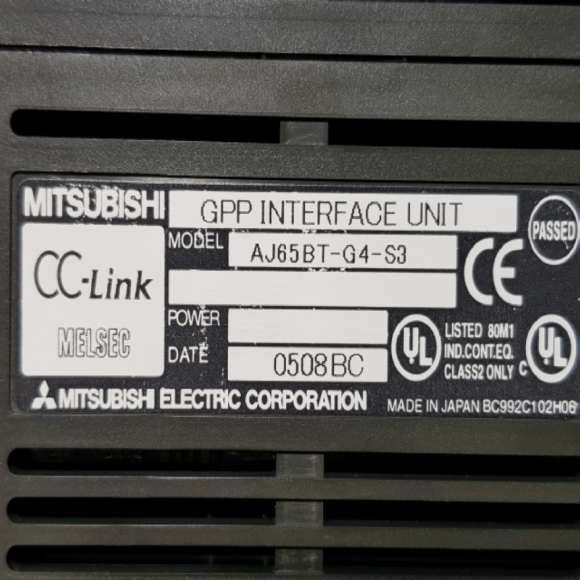 MITSUBISHI GPP INTERFACE UNIT
PASSED
MODEL AJ65BT-G4-S3
CC-Link
CE
MELSEC
POWER
DATE 0508BC
UL LISTED 80M1
IND.CONT.EQ.
CLASS2 ONLY
C UL
MITSUBISHI ELECTRIC CORPORATION
MADE IN JAPAN BC992C102H06